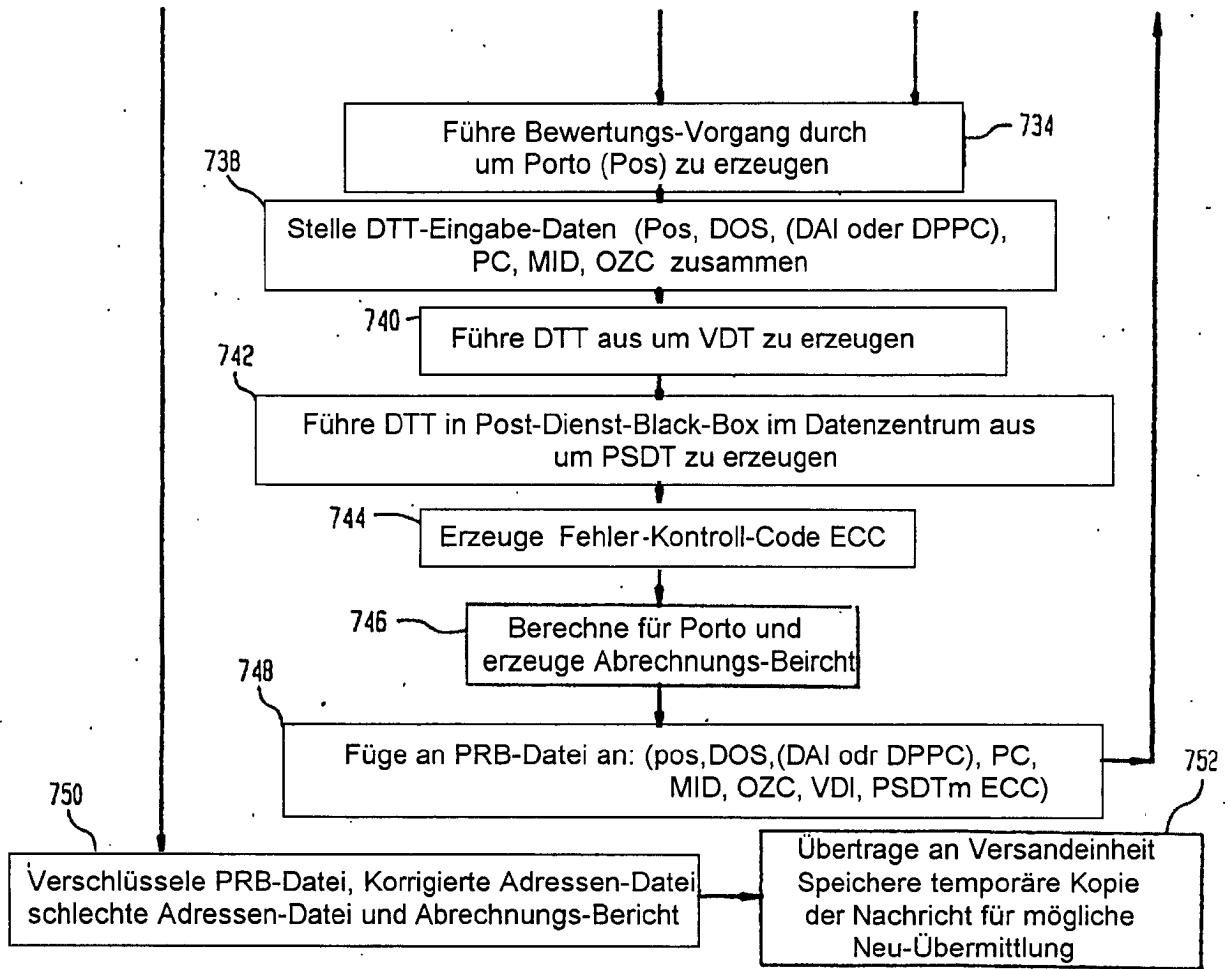 734
Führe Bewertungs-Vorgang durch
um Porto (Pos) zu erzeugen
738
Stelle DTT-Eingabe-Daten (Pos, DOS, (DAI oder DPPC),
PC, MID, OZC zusammen
740
Führe DTT aus um VDT zu erzeugen
742
Führe DTT in Post-Dienst-Black-Box im Datenzentrum aus
um PSDT zu erzeugen
744
Erzeuge Fehler-Kontroll-Code ECC
746
Berechne für Porto und
erzeuge Abrechnungs-Beircht
748
Füge an PRB-Datei an: (pos,DOS,(DAI odr DPPC), PC,
MID, OZC, VDI, PSDTm ECC)
750
Verschlüssele PRB-Datei, Korrigierte Adressen-Datei
schlechte Adressen-Datei und Abrechnungs-Bericht
752
Übertrage an Versandeinheit
Speichere temporäre Kopie
der Nachricht für mögliche
Neu-Übermittlung